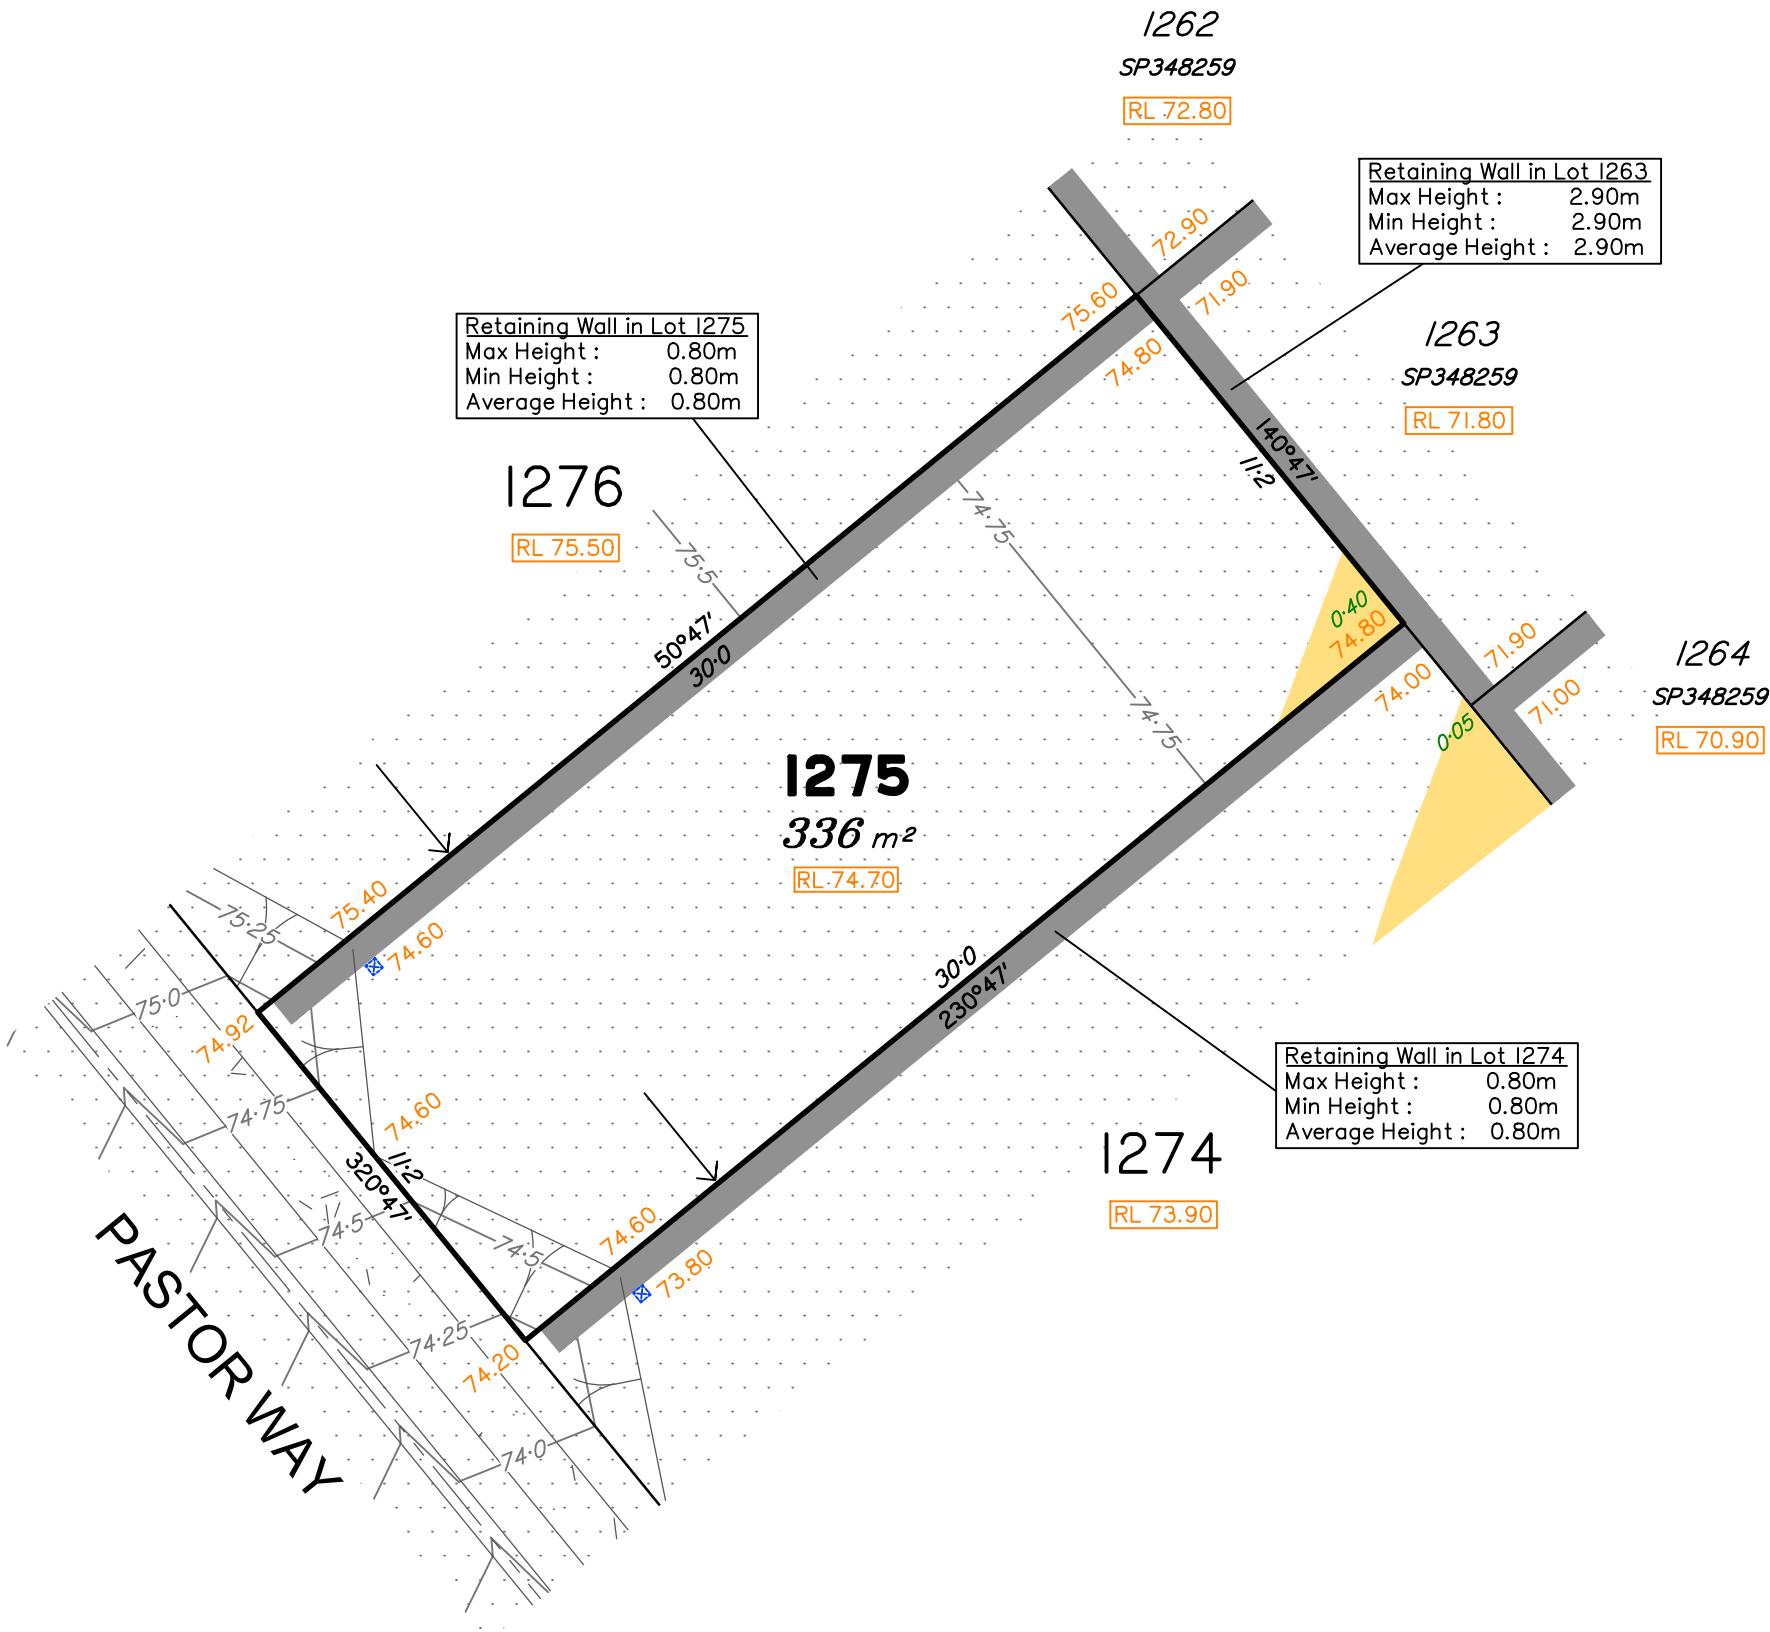 1262
SP348259
RL 72.80
Retaining Wall in Lot 1263
Max Height : 2.90m
Min Height : 2.90m
Average Height : 2.90m
72.90
71.90
75.60
74.80
Retaining Wall in Lot 1275
Max Height : 0.80m
Min Height : 0.80m
Average Height : 0.80m
1263
SP348259
RL 71.80
140°47'
11·2
1276
RL 75.50
75·5
74·75
50°47'
30·0
0·40
74.80
74.00
71.90
71.00
0·05
1264
SP348259
RL 70.90
74·75
1275
336 m²
RL 74.70
75.40
74.60
75·25
75·0
74.92
30·0
230°47'
Retaining Wall in Lot 1274
Max Height : 0.80m
Min Height : 0.80m
Average Height : 0.80m
74·75
74.60
11·2
320°47'
74·5
74·5
74.60
73.80
1274
RL 73.90
74·25
74.20
74·0
PASTOR WAY